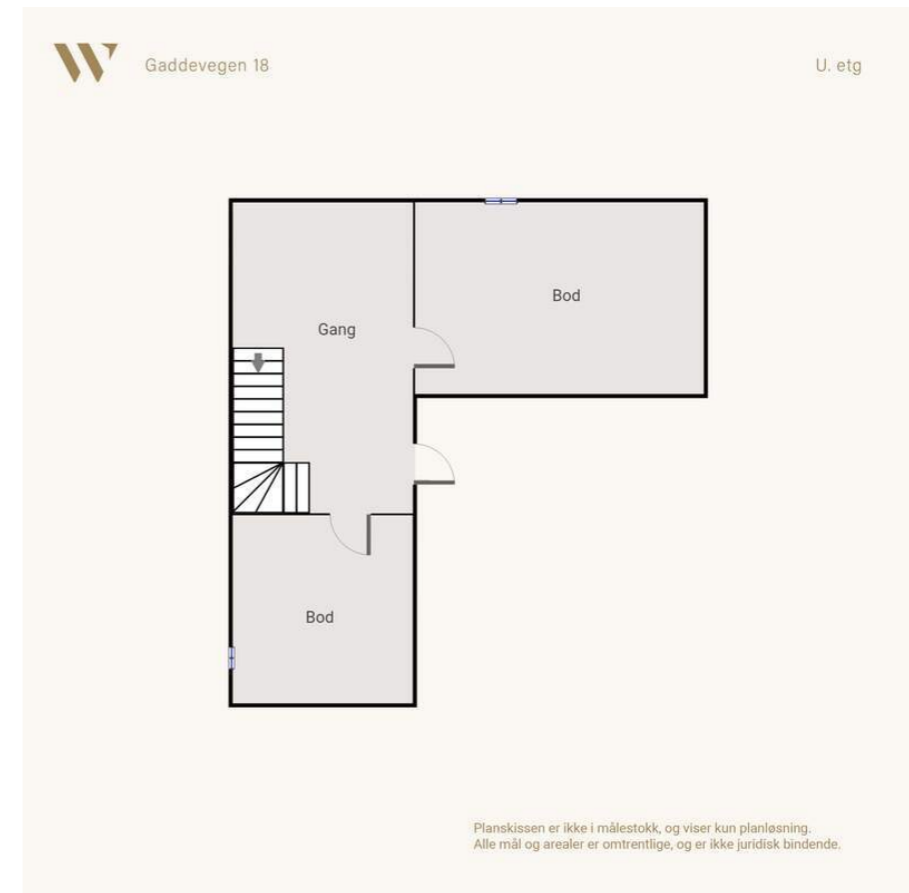 Gaddevegen 18
U. etg
Bod
Gang
Bod
Planskissen er ikke i målestokk, og viser kun planløsning.
Alle mål og arealer er omtrentlige, og er ikke juridisk bindende.